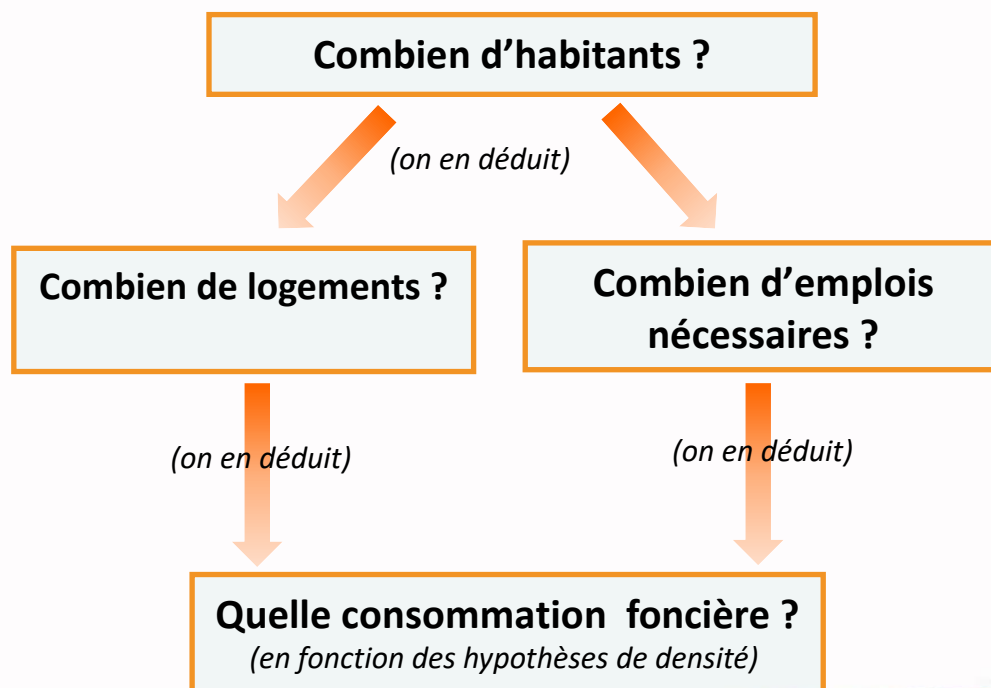 Combien d’habitants ?
(on en déduit)
Combien de logements ?
Combien d’emplois
nécessaires ?
(on en déduit)
(on en déduit)
Quelle consommation  foncière ?
(en fonction des hypothèses de densité)